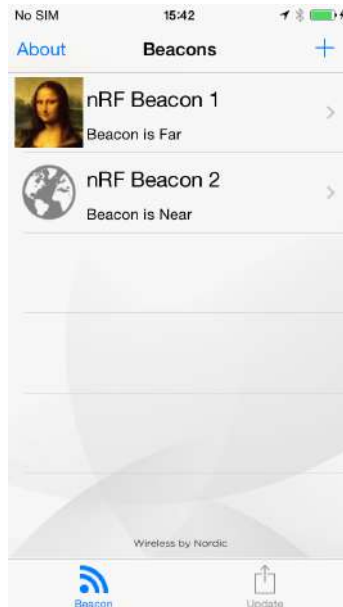 No SIM 15:42
About Beacons +
nRF Beacon 1
Beacon is Far
nRF Beacon 2
Beacon is Near
Wireless by Nordic
Beacon Update